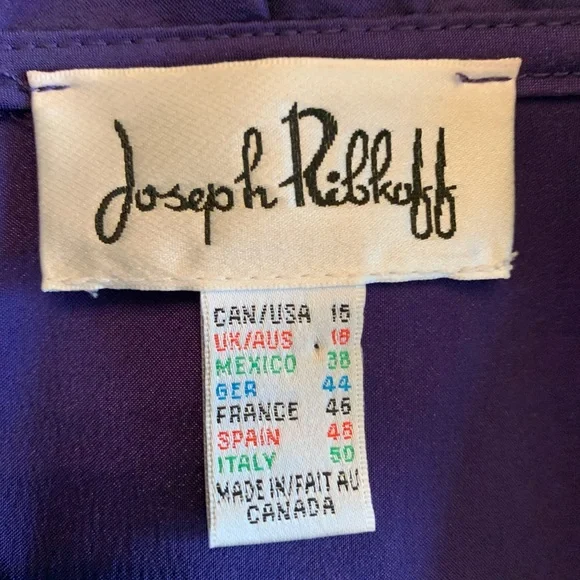 Joseph Ribkoff
CAN/USA 16
UK/AUS 18
MEXICO 38
GER 44
FRANCE 46
SPAIN 48
ITALY 50
MADE IN/FAIT AU
CANADA